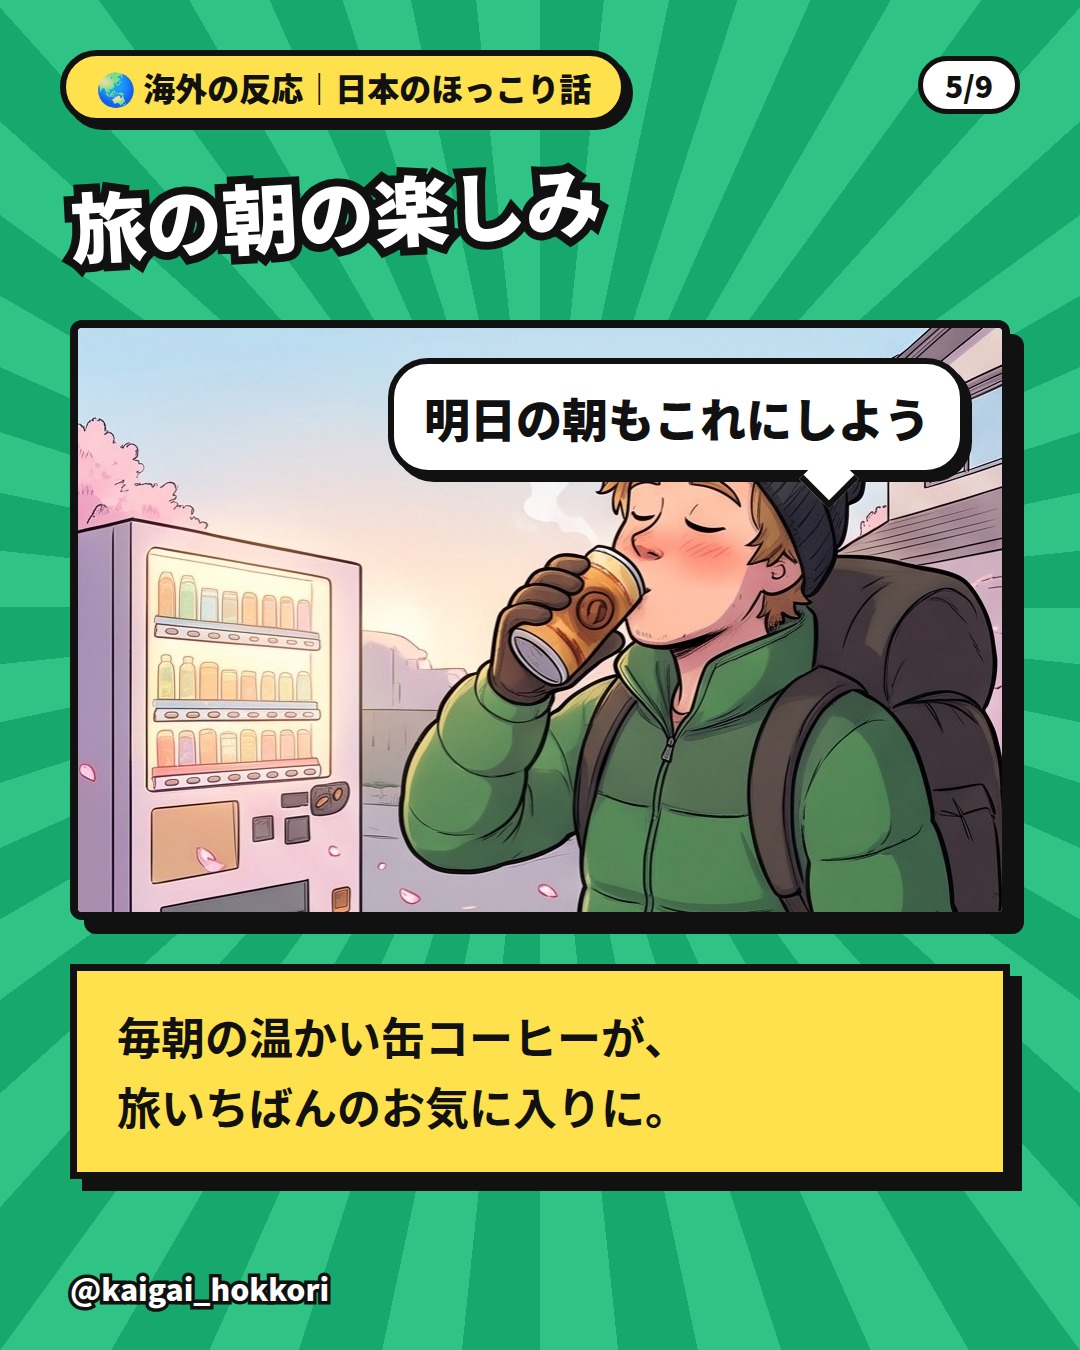 🌏 海外の反応｜日本のほっこり話
5/9
旅の朝の楽しみ
明日の朝もこれにしよう
毎朝の温かい缶コーヒーが、
旅いちばんのお気に入りに。
@kaigai_hokkori